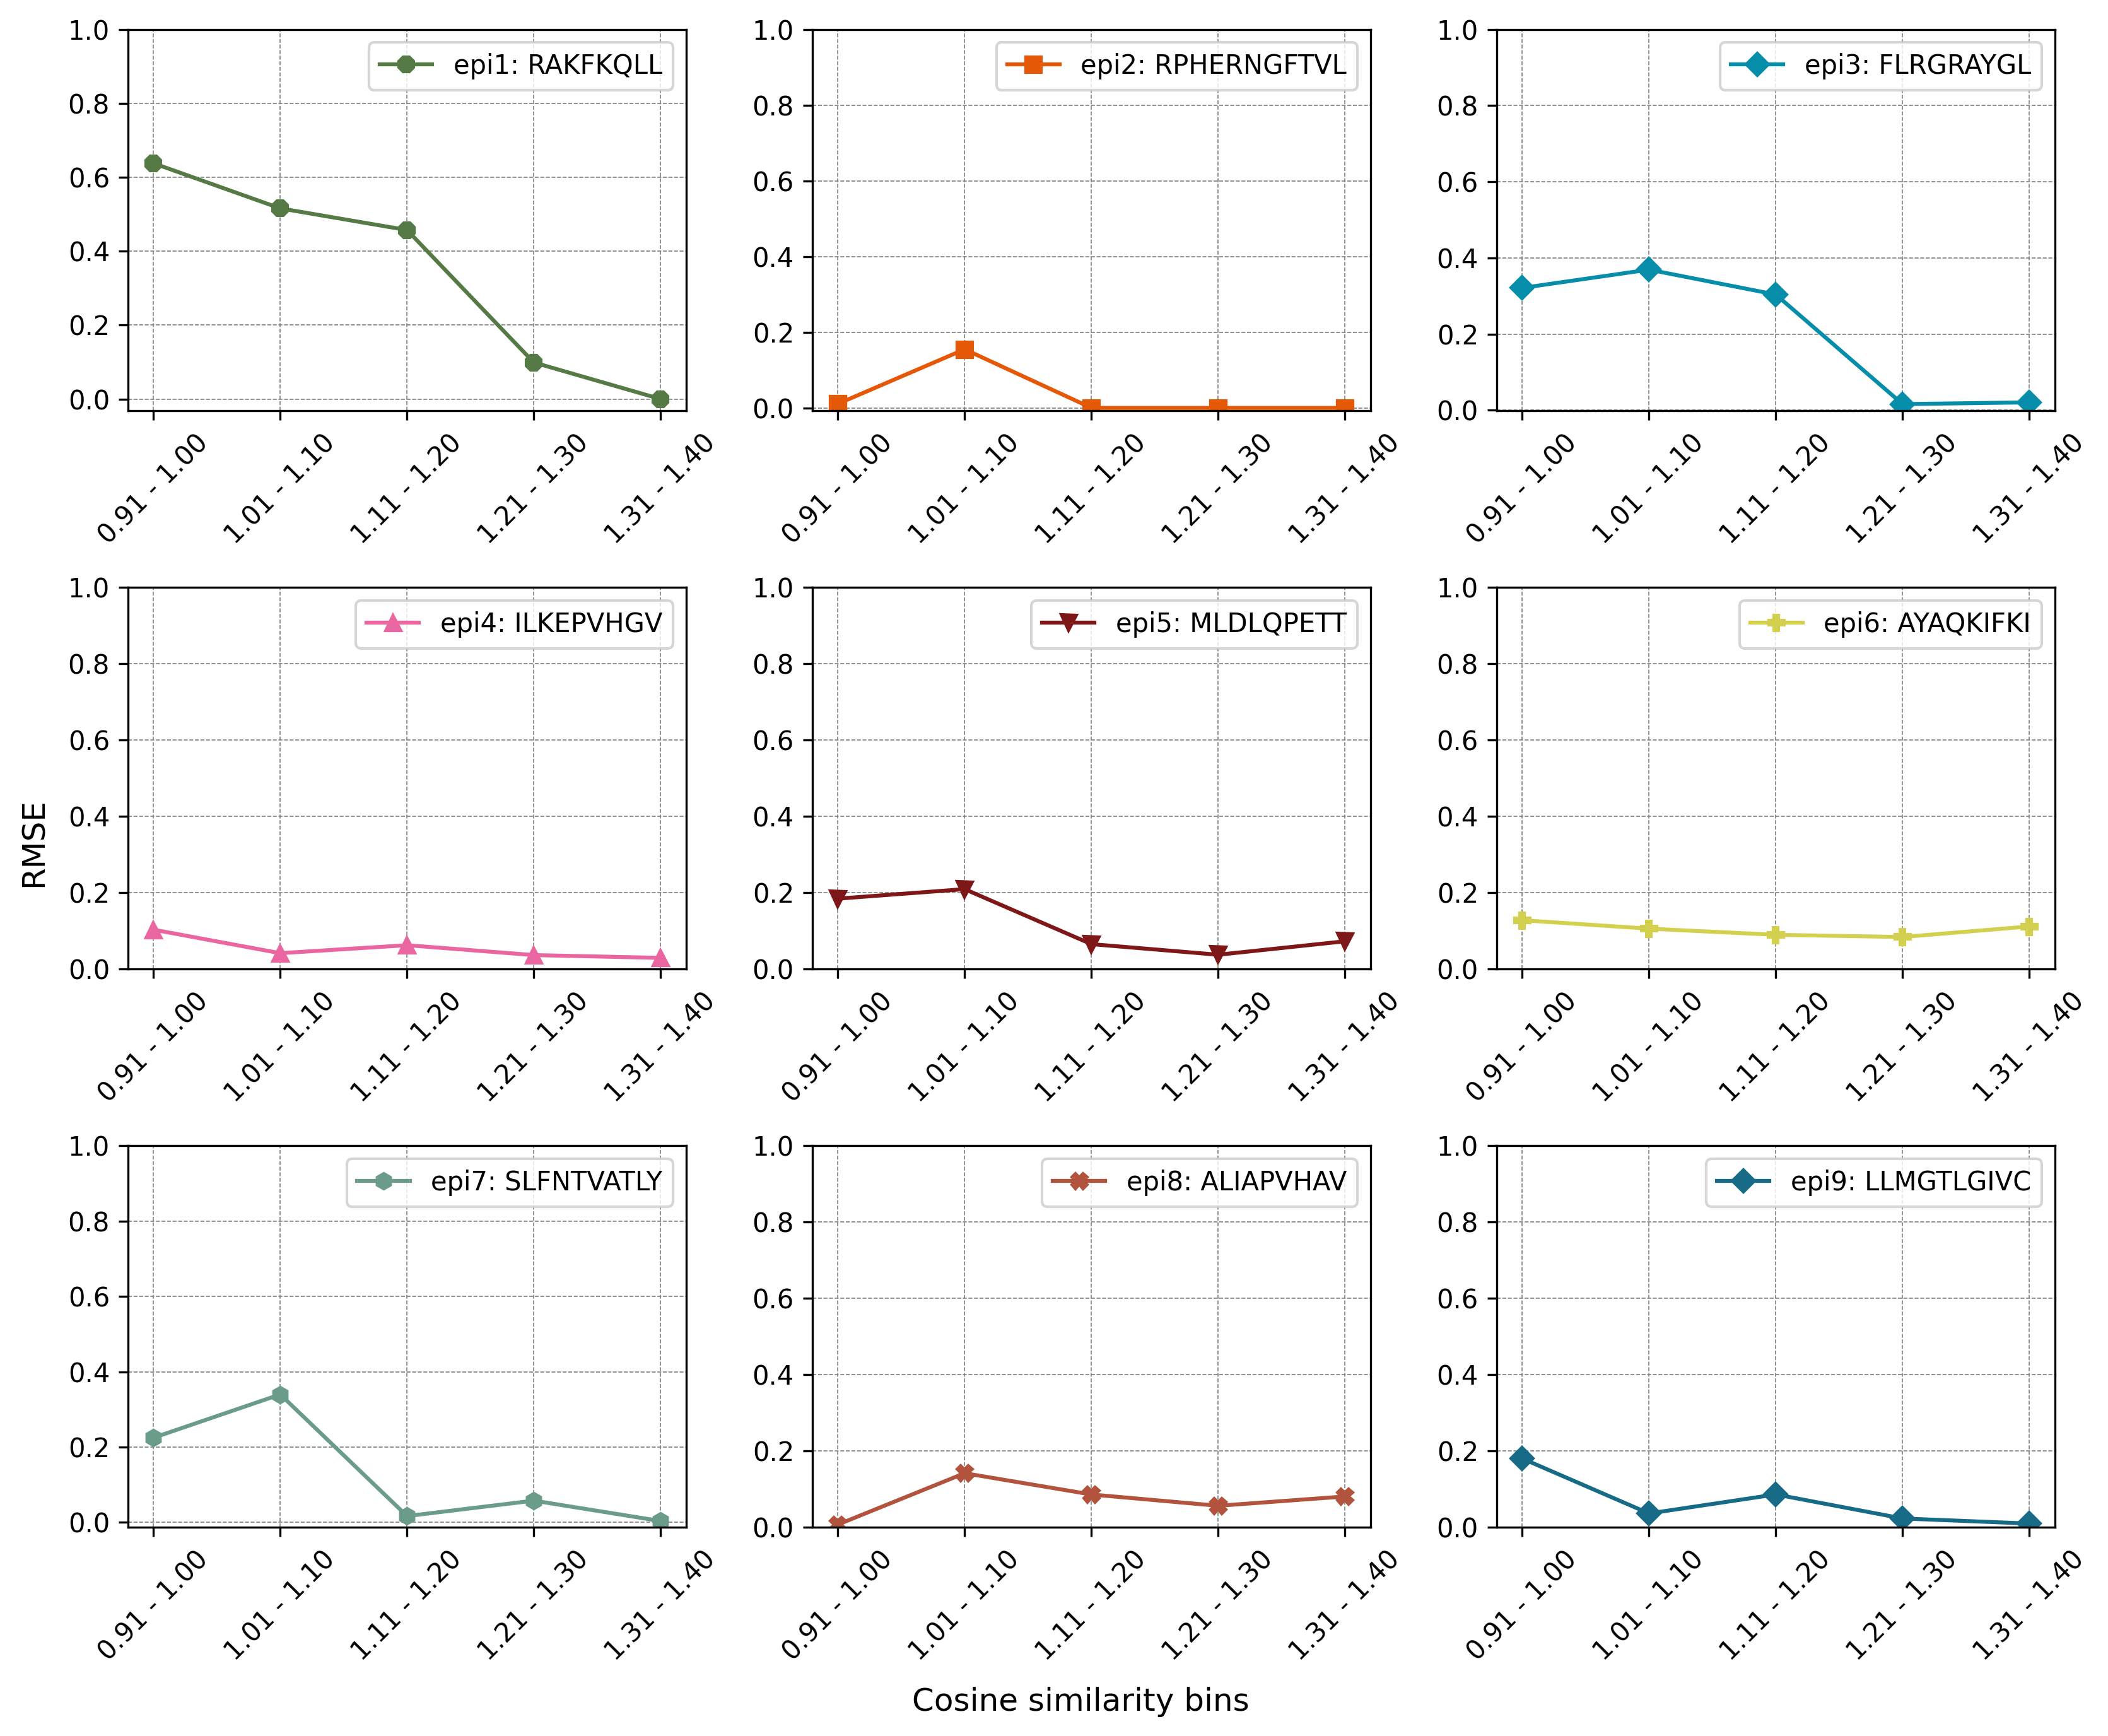 epi1: RAKFKQLL
1.0
0.8
0.6
0.4
0.2
0.0
0.91 - 1.00
1.01 - 1.10
1.11 - 1.20
1.21 - 1.30
1.31 - 1.40
epi2: RPHERNGFTVL
1.0
0.8
0.6
0.4
0.2
0.0
0.91 - 1.00
1.01 - 1.10
1.11 - 1.20
1.21 - 1.30
1.31 - 1.40
epi3: FLRGRAYGL
1.0
0.8
0.6
0.4
0.2
0.0
0.91 - 1.00
1.01 - 1.10
1.11 - 1.20
1.21 - 1.30
1.31 - 1.40
RMSE
epi4: ILKEPVHGV
1.0
0.8
0.6
0.4
0.2
0.0
0.91 - 1.00
1.01 - 1.10
1.11 - 1.20
1.21 - 1.30
1.31 - 1.40
epi5: MLDLQPETT
1.0
0.8
0.6
0.4
0.2
0.0
0.91 - 1.00
1.01 - 1.10
1.11 - 1.20
1.21 - 1.30
1.31 - 1.40
epi6: AYAQKIFKI
1.0
0.8
0.6
0.4
0.2
0.0
0.91 - 1.00
1.01 - 1.10
1.11 - 1.20
1.21 - 1.30
1.31 - 1.40
epi7: SLFNTVATLY
1.0
0.8
0.6
0.4
0.2
0.0
0.91 - 1.00
1.01 - 1.10
1.11 - 1.20
1.21 - 1.30
1.31 - 1.40
epi8: ALIAPVHAV
1.0
0.8
0.6
0.4
0.2
0.0
0.91 - 1.00
1.01 - 1.10
1.11 - 1.20
1.21 - 1.30
1.31 - 1.40
epi9: LLMGTLGIVC
1.0
0.8
0.6
0.4
0.2
0.0
0.91 - 1.00
1.01 - 1.10
1.11 - 1.20
1.21 - 1.30
1.31 - 1.40
Cosine similarity bins